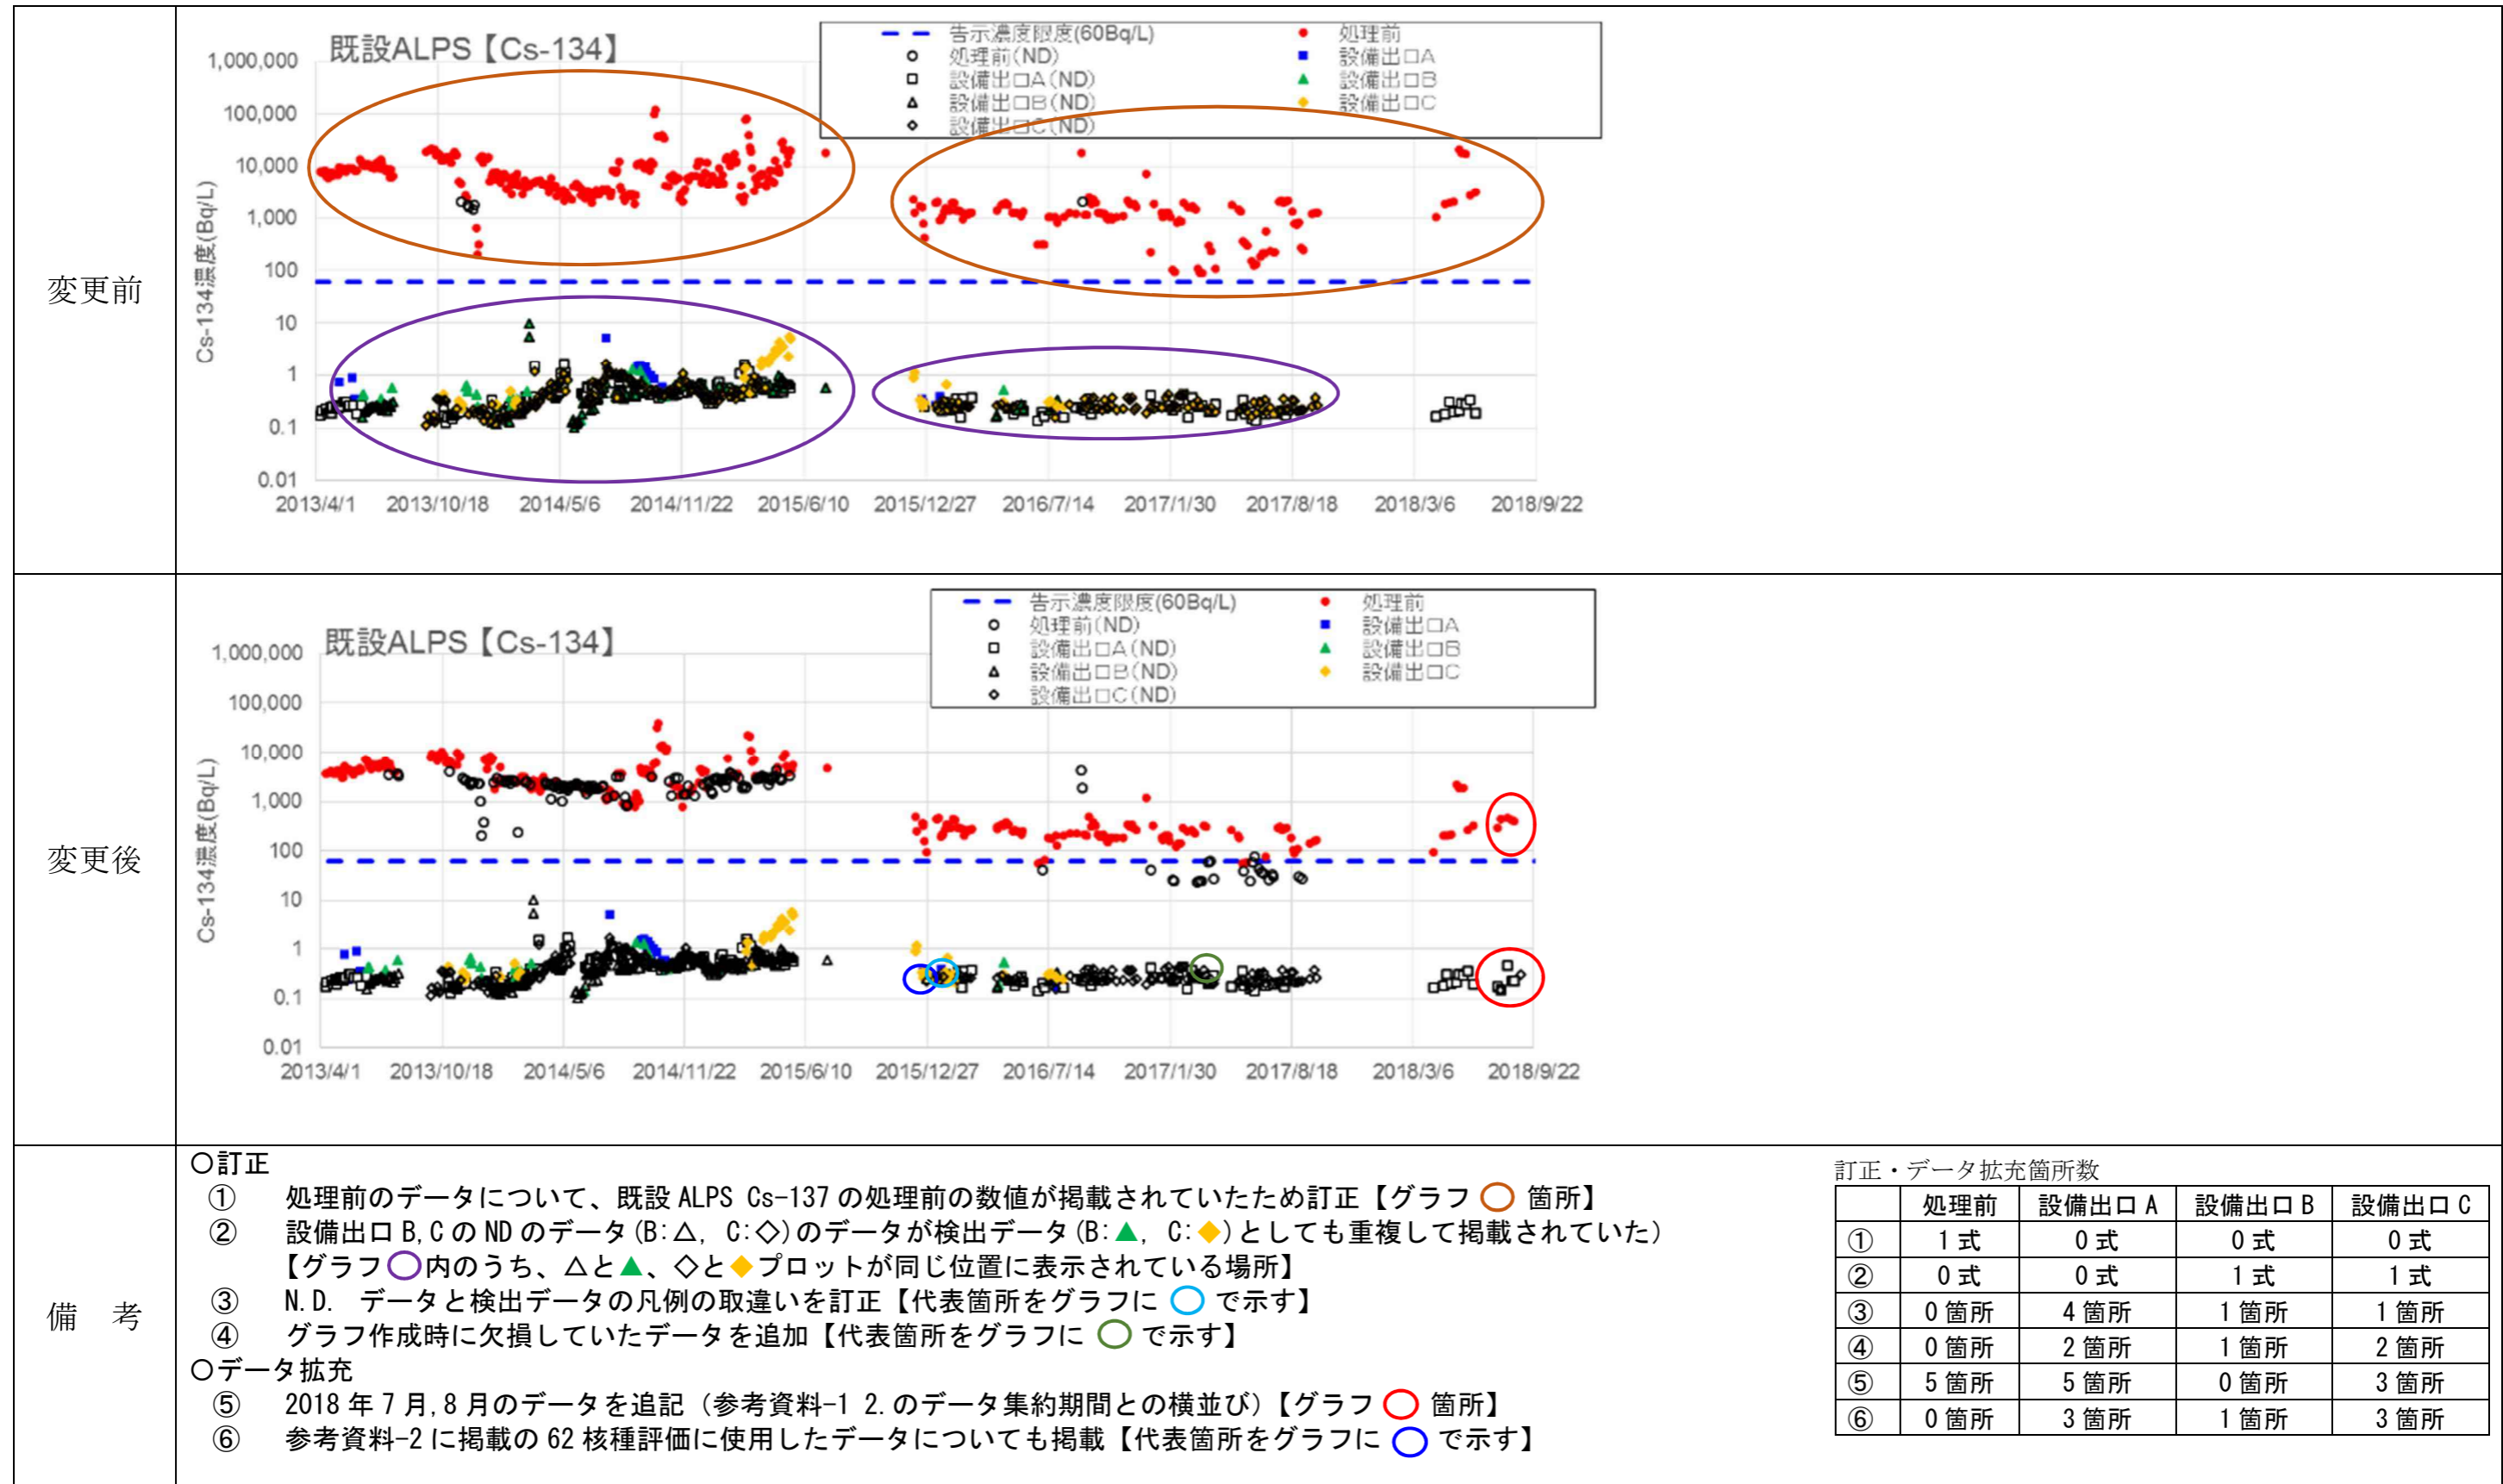 変更前
既設ALPS【Cs-134】
告示濃度限度(60Bq/L)
処理前
処理前(ND)
設備出口A
設備出口A(ND)
設備出口B
設備出口B(ND)
設備出口C
設備出口C(ND)
Cs-134濃度(Bq/L)
1,000,000
100,000
10,000
1,000
100
10
1
0.1
0.01
2013/4/1 2013/10/18 2014/5/6 2014/11/22 2015/6/10 2015/12/27 2016/7/14 2017/1/30 2017/8/18 2018/3/6 2018/9/22
変更後
既設ALPS【Cs-134】
告示濃度限度(60Bq/L)
処理前
処理前(ND)
設備出口A
設備出口A(ND)
設備出口B
設備出口B(ND)
設備出口C
設備出口C(ND)
Cs-134濃度(Bq/L)
1,000,000
100,000
10,000
1,000
100
10
1
0.1
0.01
2013/4/1 2013/10/18 2014/5/6 2014/11/22 2015/6/10 2015/12/27 2016/7/14 2017/1/30 2017/8/18 2018/3/6 2018/9/22
備 考
○訂正
① 処理前のデータについて、既設 ALPS Cs-137 の処理前の数値が掲載されていたため訂正【グラフ○ 箇所】
② 設備出口 B,C の ND のデータ(B:△, C:◇)のデータが検出データ(B:▲, C:◆)としても重複して掲載されていた)
【グラフ○内のうち、△と▲、◇と◆プロットが同じ位置に表示されている場所】
③ N.D. データと検出データの凡例の取違いを訂正【代表箇所をグラフに ○ で示す】
④ グラフ作成時に欠損していたデータを追加【代表箇所をグラフに ○ で示す】
○データ拡充
⑤ 2018 年 7 月,8 月のデータを追記（参考資料-1 2.のデータ集約期間との横並び）【グラフ ○ 箇所】
⑥ 参考資料-2 に掲載の 62 核種評価に使用したデータについても掲載【代表箇所をグラフに ○ で示す】
訂正・データ拡充箇所数
処理前 設備出口 A 設備出口 B 設備出口 C
① 1 式 0 式 0 式 0 式
② 0 式 0 式 1 式 1 式
③ 0 箇所 4 箇所 1 箇所 1 箇所
④ 0 箇所 2 箇所 1 箇所 2 箇所
⑤ 5 箇所 5 箇所 0 箇所 3 箇所
⑥ 0 箇所 3 箇所 1 箇所 3 箇所